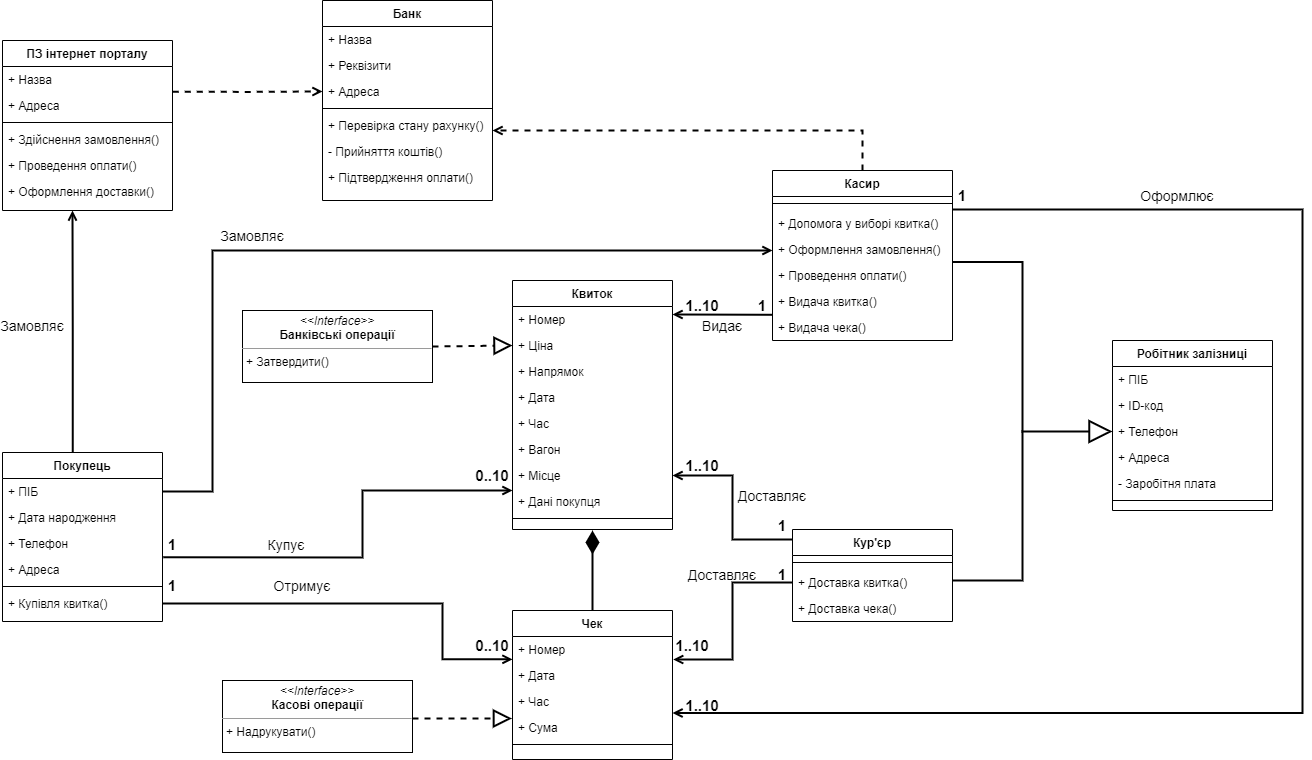 Банк
+ Назва
+ Реквізити
+ Адреса
+ Перевірка стану рахунку()
- Прийняття коштів()
+ Підтвердження оплати()
ПЗ інтернет порталу
+ Назва
+ Адреса
+ Здійснення замовлення()
+ Проведення оплати()
+ Оформлення доставки()
Касир
+ Допомога у виборі квитка()
+ Оформлення замовлення()
+ Проведення оплати()
+ Видача квитка()
+ Видача чека()
1
Оформлює
Замовляє
Замовляє
Квиток
+ Номер
+ Ціна
+ Напрямок
+ Дата
+ Час
+ Вагон
+ Місце
+ Дані покупця
1..10
1
Видає
<<Interface>>
Банківські операції
+ Затвердити()
Робітник залізниці
+ ПІБ
+ ID-код
+ Телефон
+ Адреса
- Заробітня плата
Покупець
+ ПІБ
+ Дата народження
+ Телефон
+ Адреса
+ Купівля квитка()
0..10
1
Купує
1
Отримує
0..10
1..10
Доставляє
1
Кур'єр
+ Доставка квитка()
+ Доставка чека()
Доставляє
1
1..10
Чек
+ Номер
+ Дата
+ Час
+ Сума
1..10
<<Interface>>
Касові операції
+ Надрукувати()